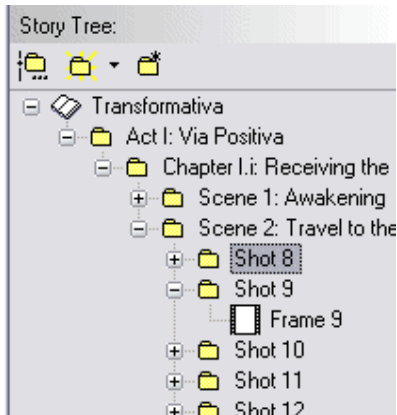 Story Tree:
Transformativa
Act I: Via Positiva
Chapter I.i: Receiving the
Scene 1: Awakening
Scene 2: Travel to the
Shot 8
Shot 9
Frame 9
Shot 10
Shot 11
Shot 12